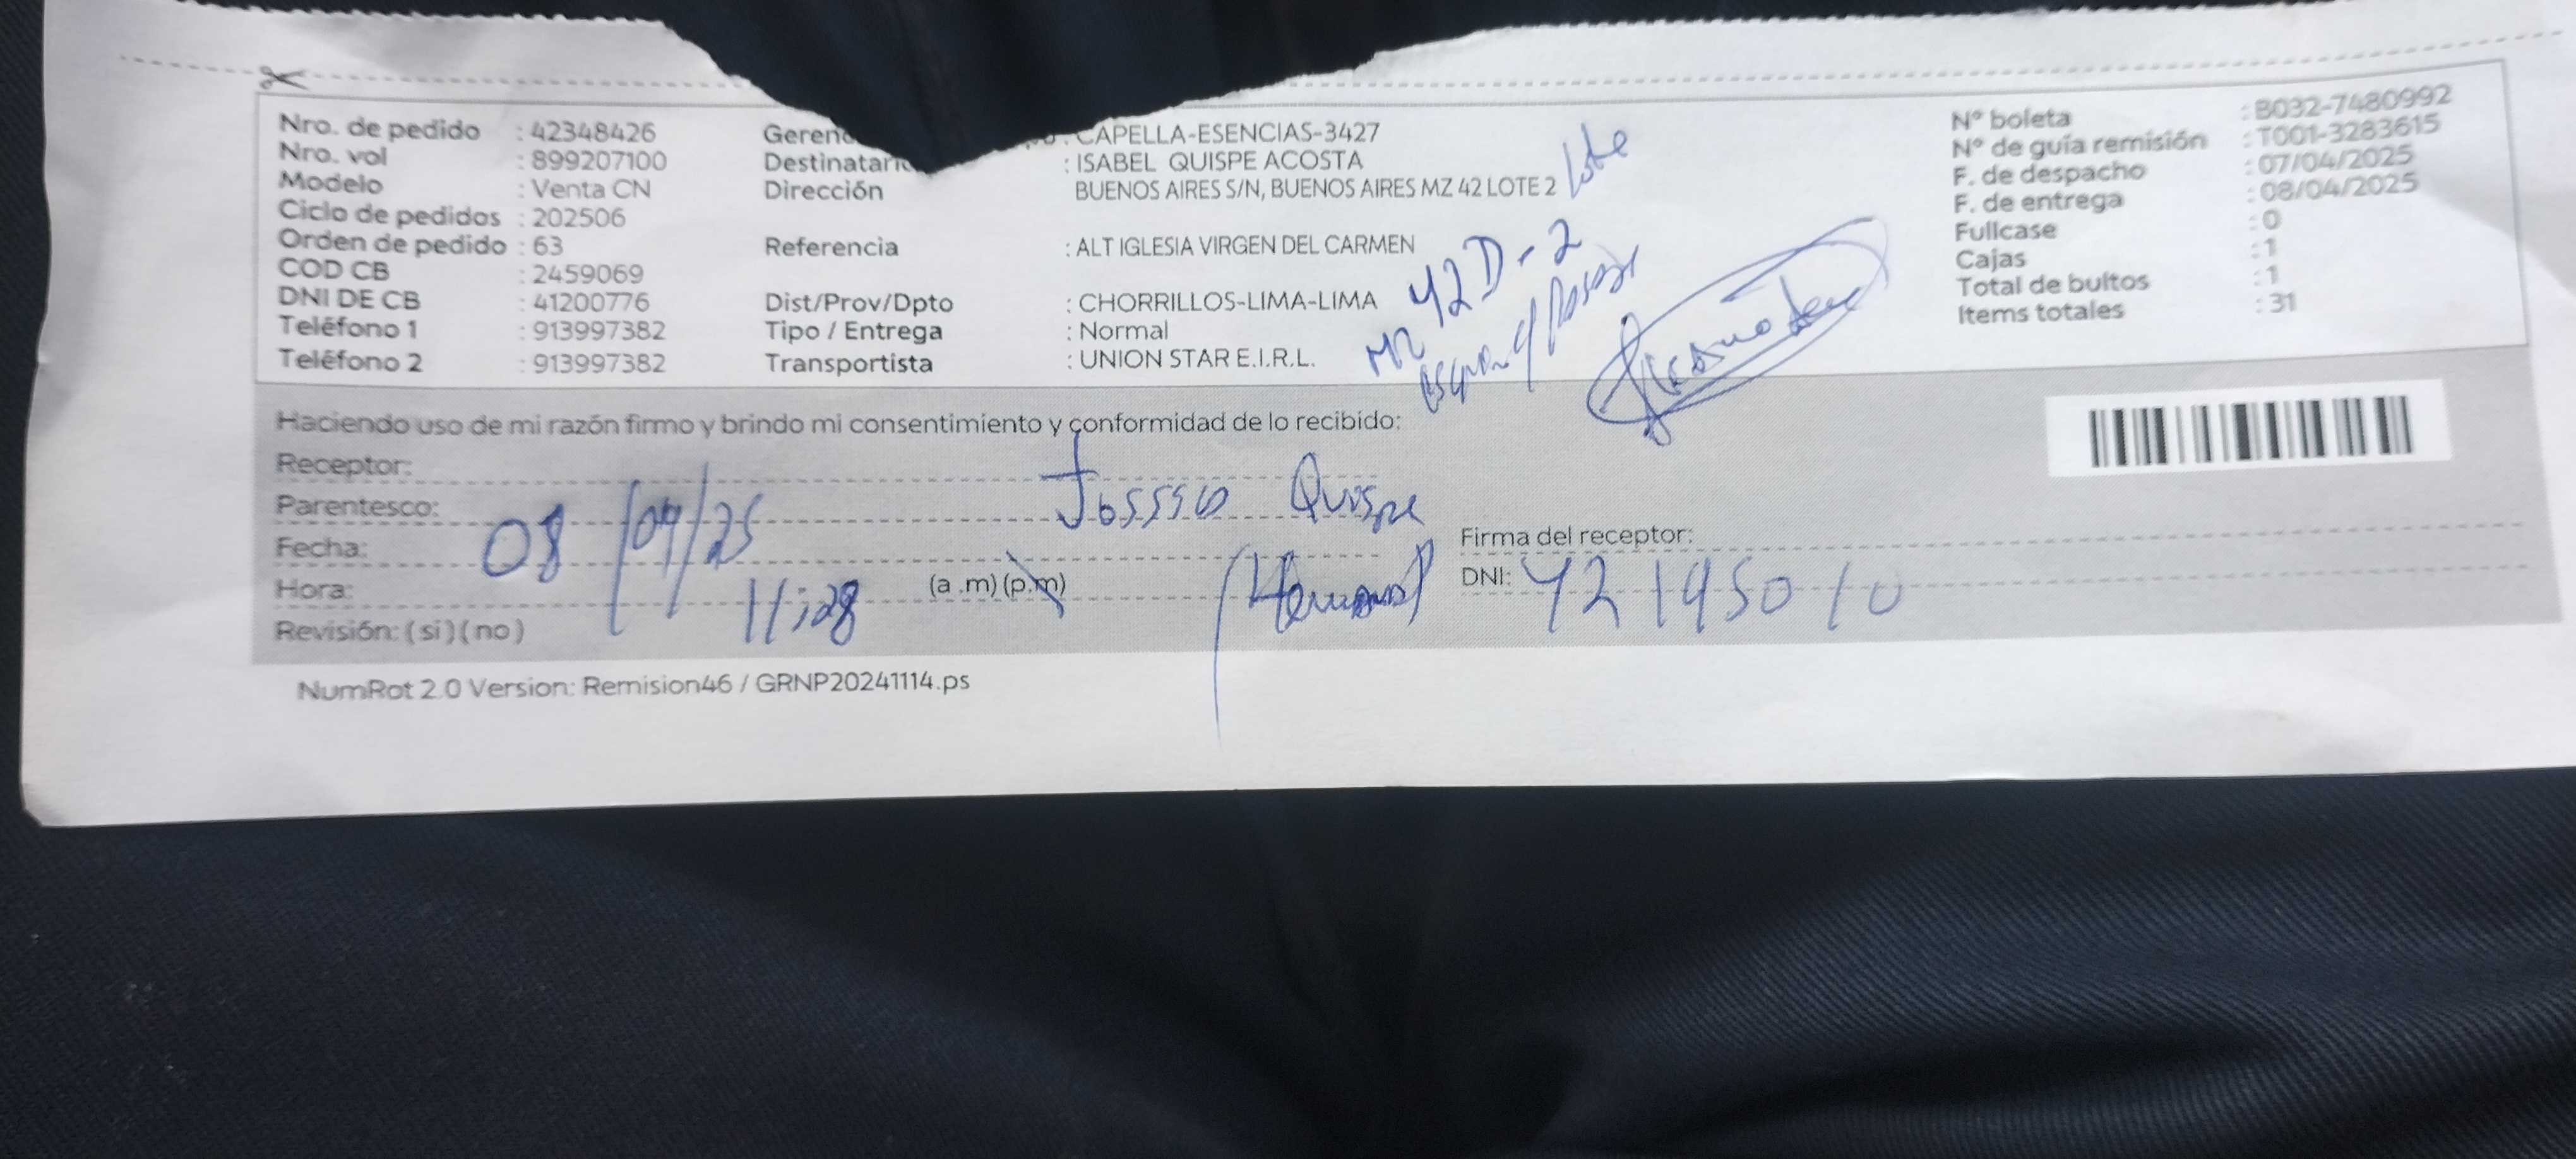 Nro. de pedido : 42348426
Nro. vol : 899207100
Modelo : Venta CN
Ciclo de pedidos : 202506
Orden de pedido : 63
COD CB : 2459069
DNI DE CB : 41200776
Teléfono 1 : 913997382
Teléfono 2 : 913997382
: CAPELLA-ESENCIAS-3427
: ISABEL QUISPE ACOSTA
Dirección BUENOS AIRES S/N, BUENOS AIRES MZ 42 LOTE 2
lote
Referencia : ALT IGLESIA VIRGEN DEL CARMEN
Mz 42D-2
Dist/Prov/Dpto : CHORRILLOS-LIMA-LIMA
Tipo / Entrega : Normal
Transportista : UNION STAR E.I.R.L.
N° boleta : B032-7480992
N° de guía remisión : T001-3283615
F. de despacho : 07/04/2025
F. de entrega : 08/04/2025
Fullcase : 0
Cajas : 1
Total de bultos : 1
Items totales : 31
Haciendo uso de mi razón firmo y brindo mi consentimiento y conformidad de lo recibido:
Receptor:
Quispe
Parentesco:
Fecha: 08/04/25
Hora: 11:28 (a.m) (p.m)
Revisión: (si) (no)
Firma del receptor:
DNI: 42195010
NumRot 2.0 Version: Remision46 / GRNP20241114.ps